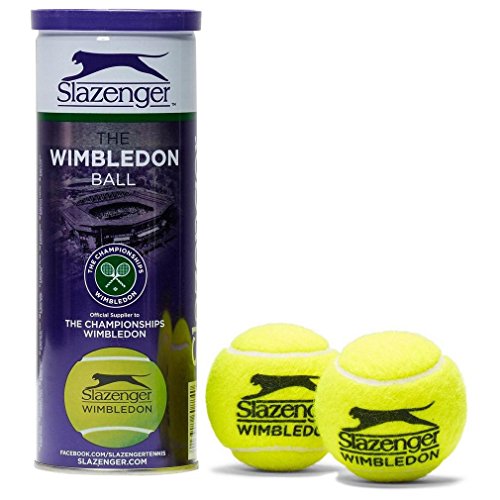 Slazenger™
THE
WIMBLEDON
BALL
THE CHAMPIONSHIPS
WIMBLEDON
Official Supplier to
THE CHAMPIONSHIPS
WIMBLEDON
Slazenger
WIMBLEDON
FACEBOOK.COM/SLAZENGERTENNIS
SLAZENGER.COM
Slazenger
WIMBLEDON
Slazenger
WIMBLEDON